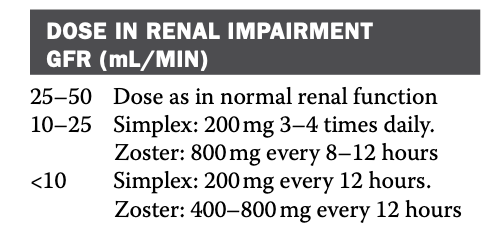 DOSE IN RENAL IMPAIRMENT
GFR (mL/MIN)
25–50 Dose as in normal renal function
10–25 Simplex: 200 mg 3–4 times daily.
Zoster: 800 mg every 8–12 hours
<10 Simplex: 200 mg every 12 hours.
Zoster: 400–800 mg every 12 hours